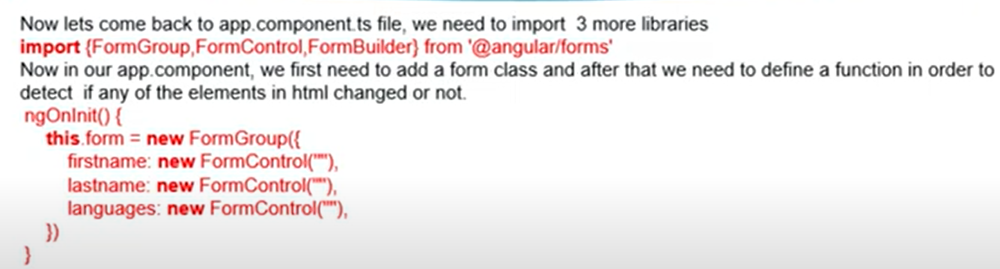 Now lets come back to app.component.ts file, we need to import 3 more libraries
import {FormGroup,FormControl,FormBuilder} from '@angular/forms'
Now in our app.component, we first need to add a form class and after that we need to define a function in order to
detect if any of the elements in html changed or not.
ngOnInit() {
this.form = new FormGroup({
firstname: new FormControl(""),
lastname: new FormControl(""),
languages: new FormControl(""),
})
}